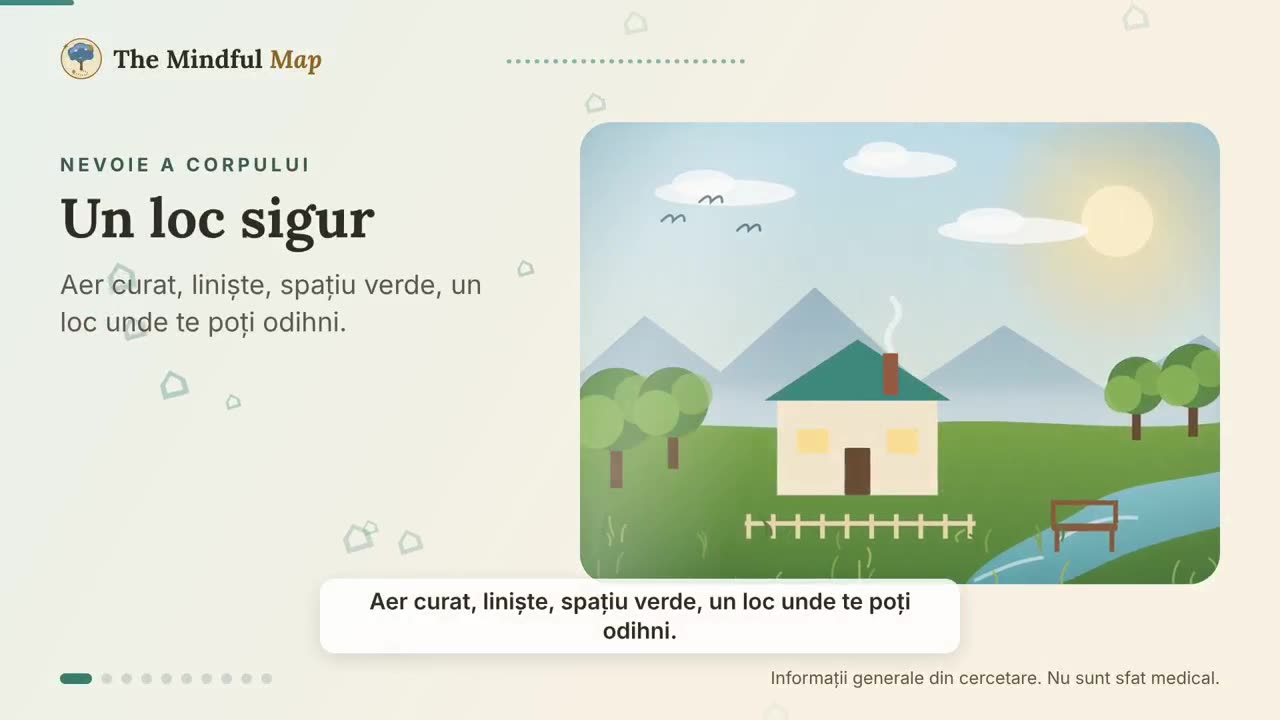 The Mindful Map
NEVOIE A CORPULUI
Un loc sigur
Aer curat, liniște, spațiu verde, un
loc unde te poți odihni.
Aer curat, liniște, spațiu verde, un loc unde te poți
odihni.
Informații generale din cercetare. Nu sunt sfat medical.